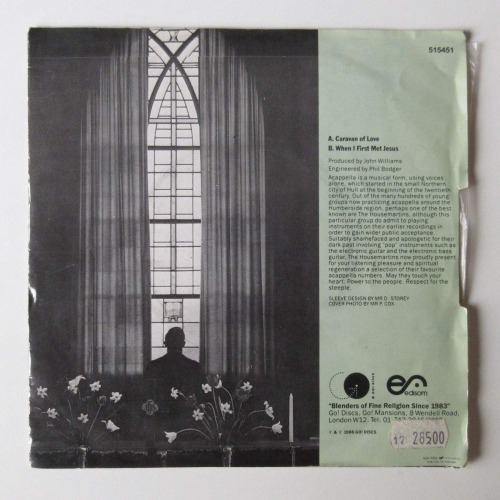 515451
A. Caravan of Love
B. When I First Met Jesus
Produced by John Williams
Engineered by Phil Bodger
Acappella is a musical form, using voices
alone, which started in the small Northern
city of Hull at the beginning of the twentieth
century. Out of the many hundreds of young
groups now practicing acappella around the
Humberside region, perhaps one of the best
known are The Housemartins, although this
particular group do admit to playing
instruments on their earlier recordings in
order to gain wider public acceptance.
Suitably shamefaced and apologetic for their
dark past involving "pop" instruments such as
the electronic guitar and the electronic bass
guitar, The Housemartins now proudly present
for your listening pleasure and spiritual
regeneration a selection of their favourite
acappella numbers. May they touch your
heart. Power to the people. Respect for the
steeple.
SLEEVE DESIGN BY MR D. STOREY
COVER PHOTO BY MR P. COX
edisom
"Blenders of Fine Religion Since 1983"
Go! Discs, Go! Mansions, 8 Wendell Road,
London W12. Tel: 01
℗ & © 1986 GO! DISCS
28500